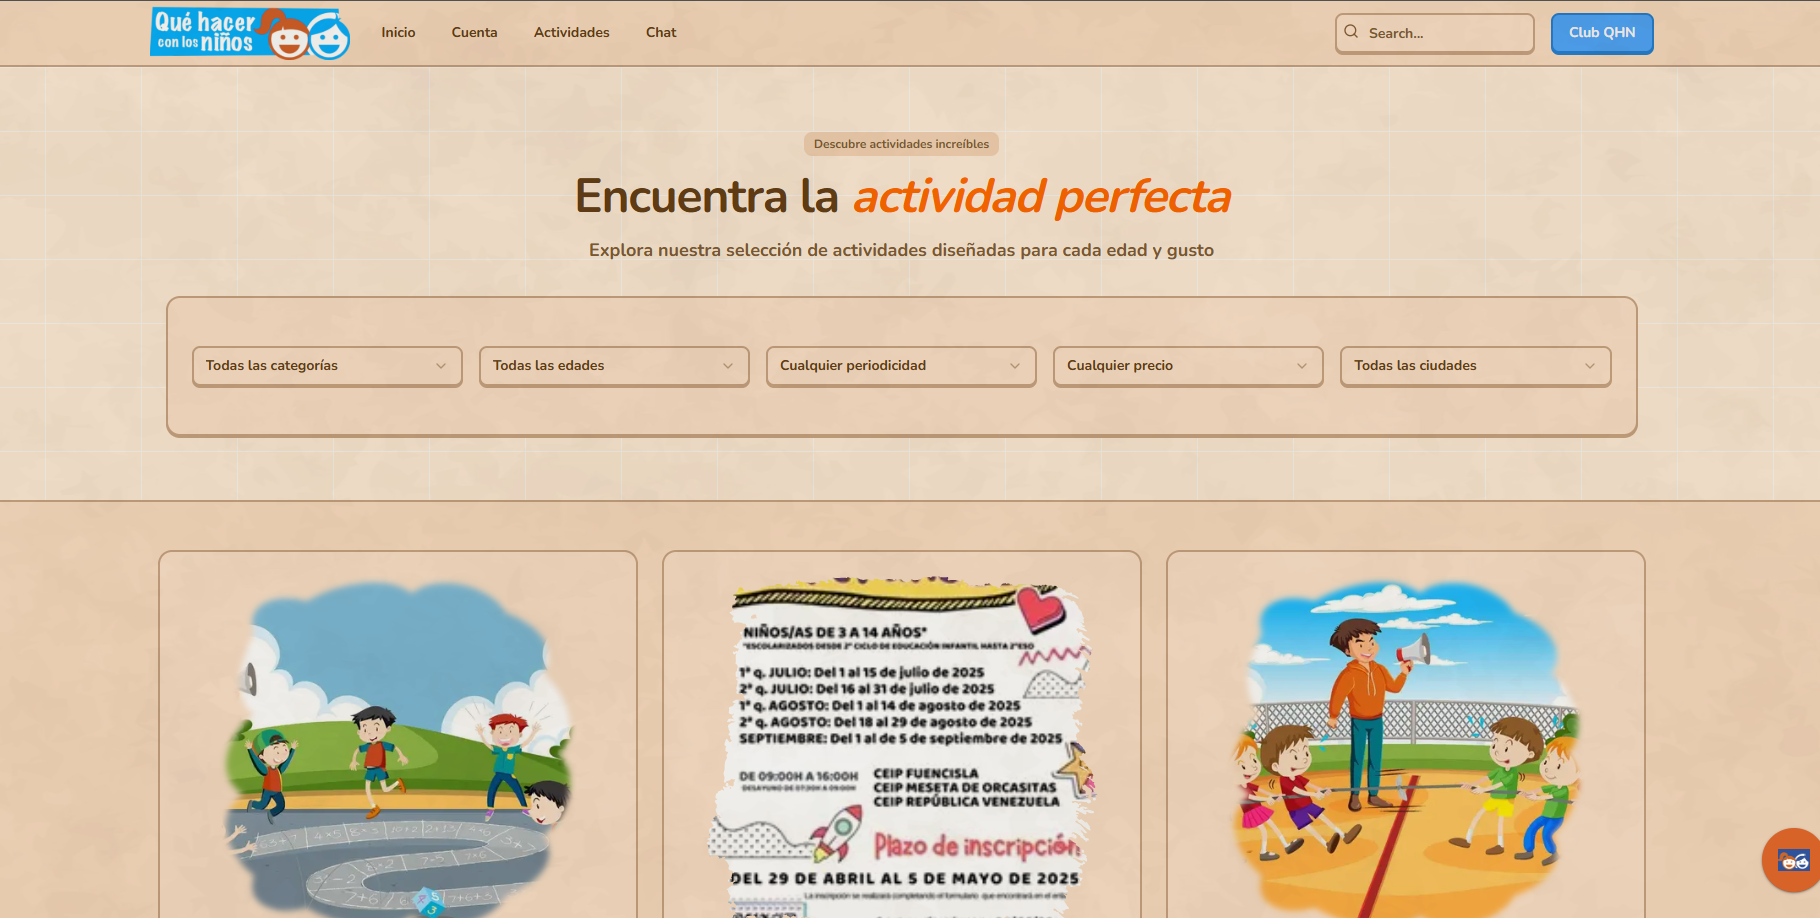 Qué hacer
con los niños
Inicio
Cuenta
Actividades
Chat
Search...
Club QHN
Descubre actividades increíbles
Encuentra la actividad perfecta
Explora nuestra selección de actividades diseñadas para cada edad y gusto
Todas las categorías
Todas las edades
Cualquier periodicidad
Cualquier precio
Todas las ciudades
NIÑOS/AS DE 3 A 14 AÑOS*
*ESCOLARIZADOS DESDE 2º CICLO DE EDUCACIÓN INFANTIL HASTA 2ºESO
1ª q. JULIO: Del 1 al 15 de julio de 2025
2ª q. JULIO: Del 16 al 31 de julio de 2025
1ª q. AGOSTO: Del 1 al 14 de agosto de 2025
2ª q. AGOSTO: Del 18 al 29 de agosto de 2025
SEPTIEMBRE: Del 1 al de 5 de septiembre de 2025
DE 09:00H A 16:00H
DESAYUNO DE 07:30H A 09:00H
CEIP FUENCISLA
CEIP MESETA DE ORCASITAS
CEIP REPÚBLICA VENEZUELA
Plazo de inscripción
DEL 29 DE ABRIL AL 5 DE MAYO DE 2025
La inscripción se realizará completando el formulario que encontrará en el